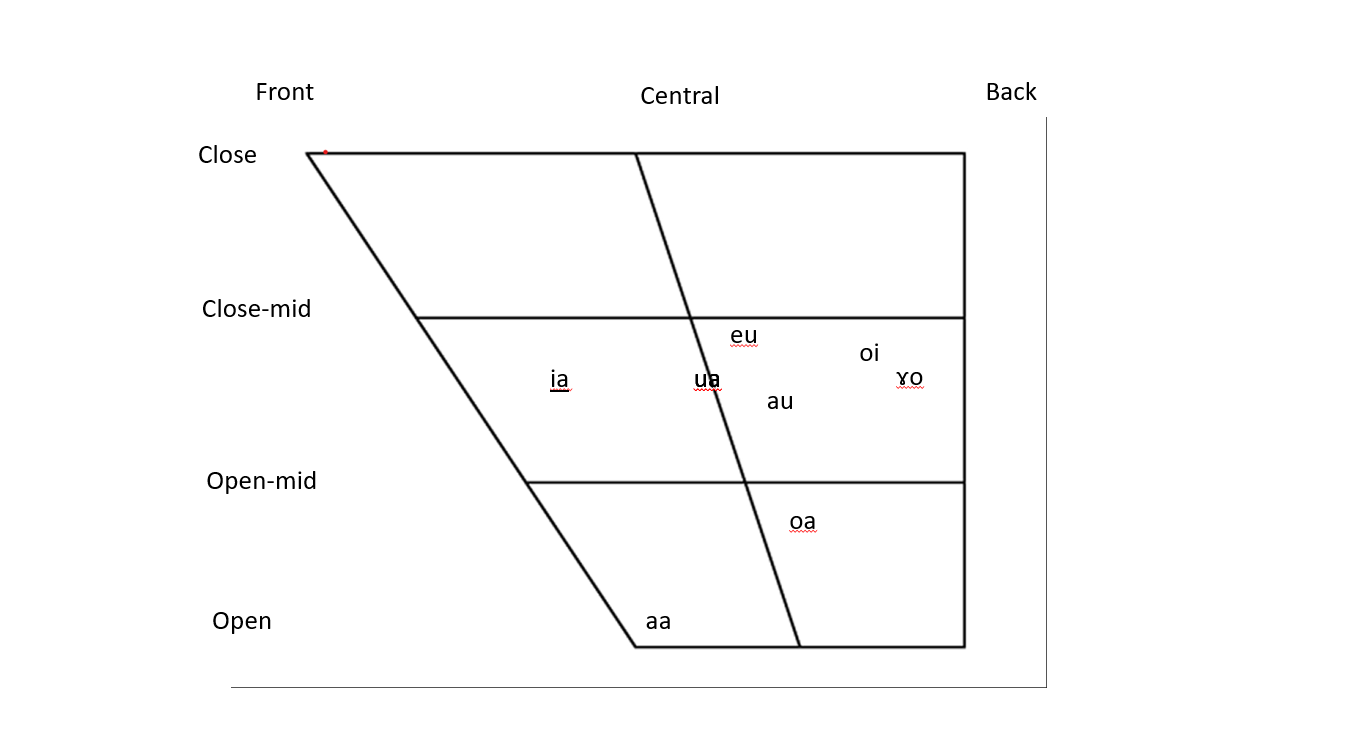 Front Central Back
Close
Close-mid
eu
oi
ia ua ɤo
au
Open-mid
oa
Open aa